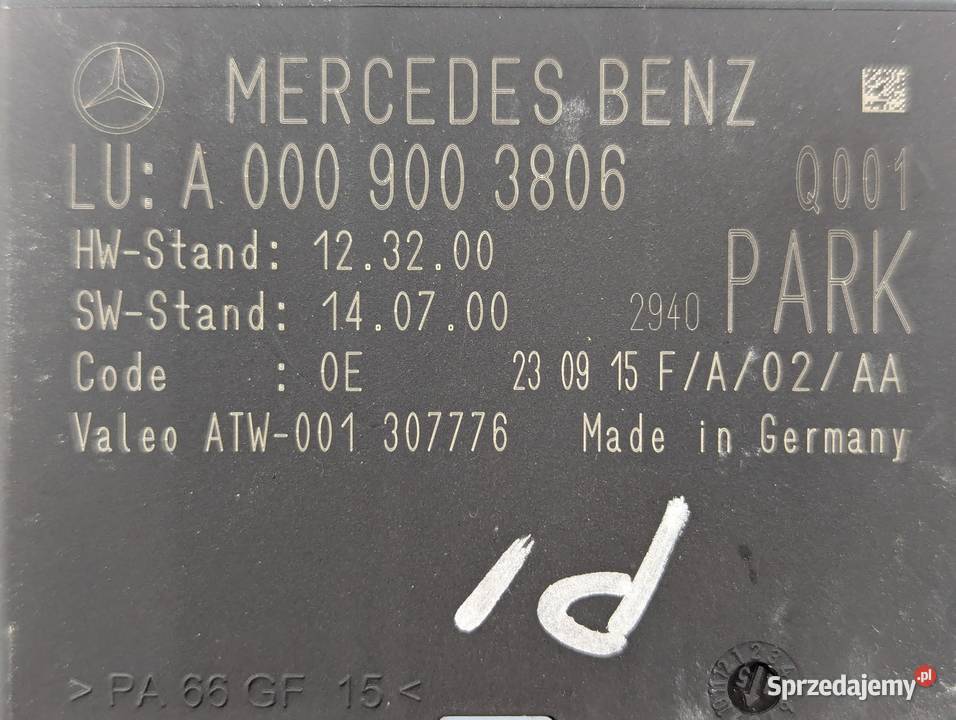 MERCEDES BENZ
LU: A 000 900 3806 Q001
HW-Stand: 12.32.00
SW-Stand: 14.07.00 2940 PARK
Code : 0E 23 09 15 F/A/02/AA
Valeo ATW-001 307776 Made in Germany
>PA 66 GF 15<
Sprzedajemy.pl